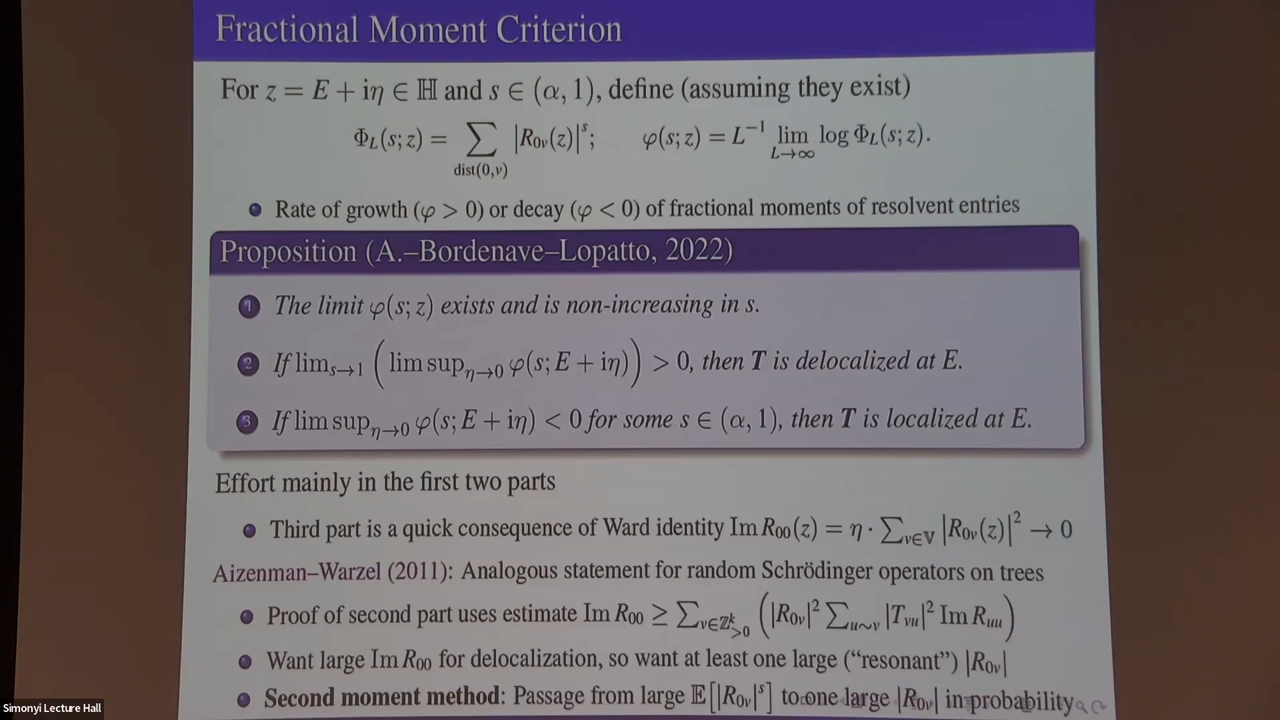 Fractional Moment Criterion
For z = E + iη ∈ ℍ and s ∈ (α, 1), define (assuming they exist)
Φ_L(s; z) = ∑_{dist(0,v)} |R_{0v}(z)|^s;   φ(s; z) = L^{-1} lim_{L→∞} log Φ_L(s; z).
Rate of growth (φ > 0) or decay (φ < 0) of fractional moments of resolvent entries
Proposition (A.–Bordenave–Lopatto, 2022)
1 The limit φ(s; z) exists and is non-increasing in s.
2 If lim_{s→1} (lim sup_{η→0} φ(s; E + iη)) > 0, then T is delocalized at E.
3 If lim sup_{η→0} φ(s; E + iη) < 0 for some s ∈ (α, 1), then T is localized at E.
Effort mainly in the first two parts
Third part is a quick consequence of Ward identity Im R_{00}(z) = η · ∑_{v∈𝕍} |R_{0v}(z)|^2 → 0
Aizenman–Warzel (2011): Analogous statement for random Schrödinger operators on trees
Proof of second part uses estimate Im R_{00} ≥ ∑_{v∈ℤ^k_{>0}} (|R_{0v}|^2 ∑_{u∼v} |T_{vu}|^2 Im R_{uu})
Want large Im R_{00} for delocalization, so want at least one large (“resonant”) |R_{0v}|
Second moment method: Passage from large 𝔼[|R_{0v}|^s] to one large |R_{0v}| in probability
Simonyi Lecture Hall